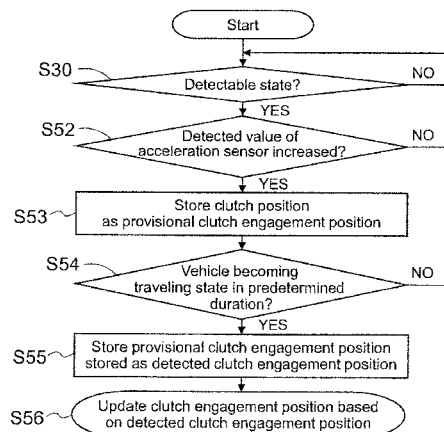 Start
S30
Detectable state?
NO
YES
S52
Detected value of
acceleration sensor increased?
NO
YES
S53
Store clutch position
as provisional clutch engagement position
S54
Vehicle becoming
traveling state in predetermined
duration?
NO
YES
S55
Store provisional clutch engagement position
stored as detected clutch engagement position
S56
Update clutch engagement position based
on detected clutch engagement position